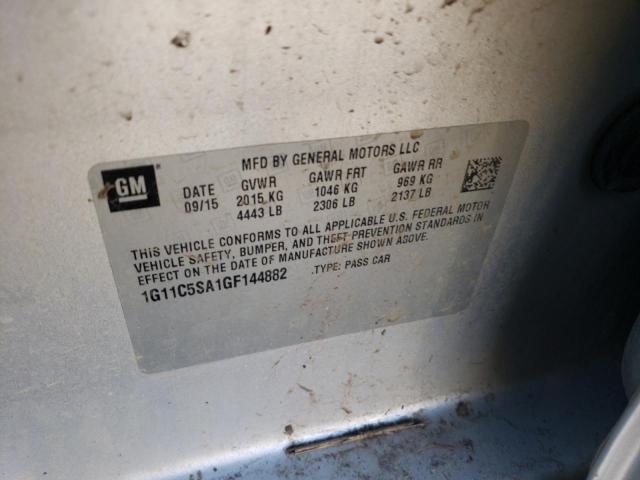 MFD BY GENERAL MOTORS LLC
GM
DATE GVWR GAWR FRT GAWR RR
09/15 2015 KG 1046 KG 969 KG
4443 LB 2306 LB 2137 LB
THIS VEHICLE CONFORMS TO ALL APPLICABLE U.S. FEDERAL MOTOR
VEHICLE SAFETY, BUMPER, AND THEFT PREVENTION STANDARDS IN
EFFECT ON THE DATE OF MANUFACTURE SHOWN ABOVE.
1G11C5SA1GF144882 .TYPE: PASS CAR